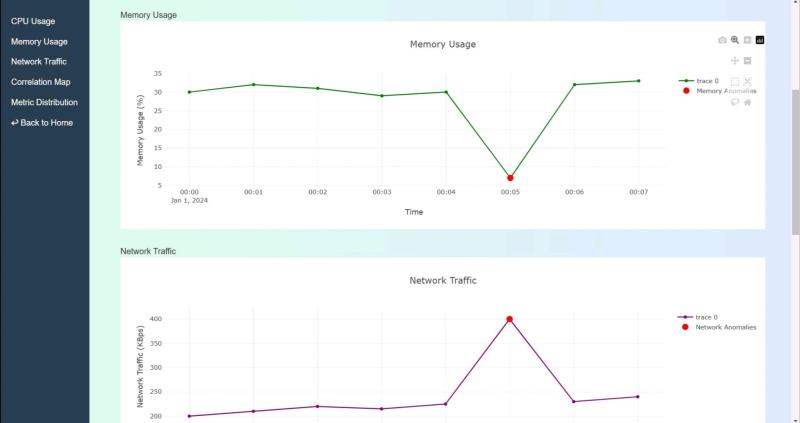 CPU Usage
Memory Usage
Network Traffic
Correlation Map
Metric Distribution
↩ Back to Home
Memory Usage
Memory Usage
35
30
25
20
15
10
5
Memory Usage (%)
00:00 00:01 00:02 00:03 00:04 00:05 00:06 00:07
Jan 1, 2024
Time
trace 0
Memory Anomalies
Network Traffic
Network Traffic
400
350
300
250
200
Network Traffic (KBps)
trace 0
Network Anomalies